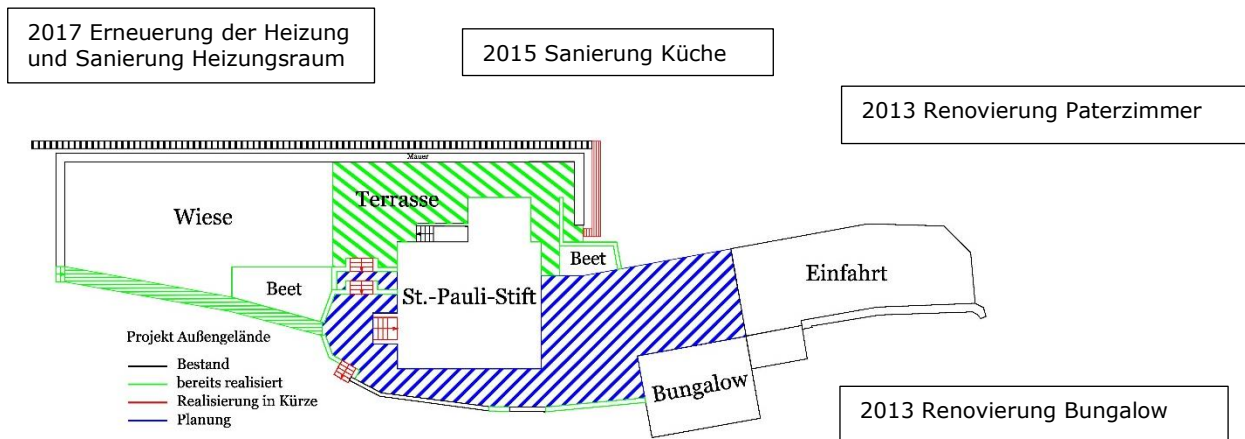 2017 Erneuerung der Heizung
und Sanierung Heizungsraum
2015 Sanierung Küche
2013 Renovierung Paterzimmer
Mauer
Terrasse
Wiese
Beet
Einfahrt
Beet
St.-Pauli-Stift
Projekt Außengelände
Bestand
bereits realisiert
Realisierung in Kürze
Planung
Bungalow
2013 Renovierung Bungalow